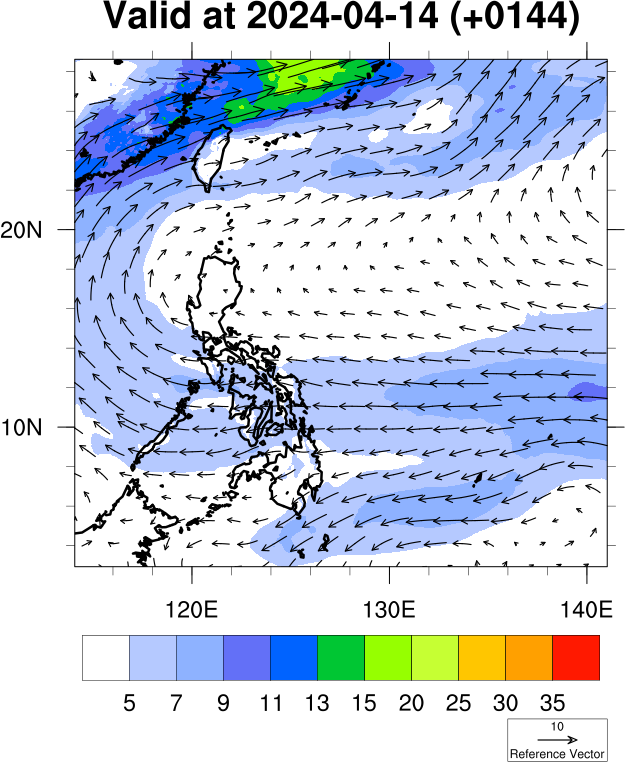 Valid at 2024-04-14 (+0144)
20N
10N
120E 130E 140E
5 7 9 11 13 15 20 25 30 35
10
Reference Vector